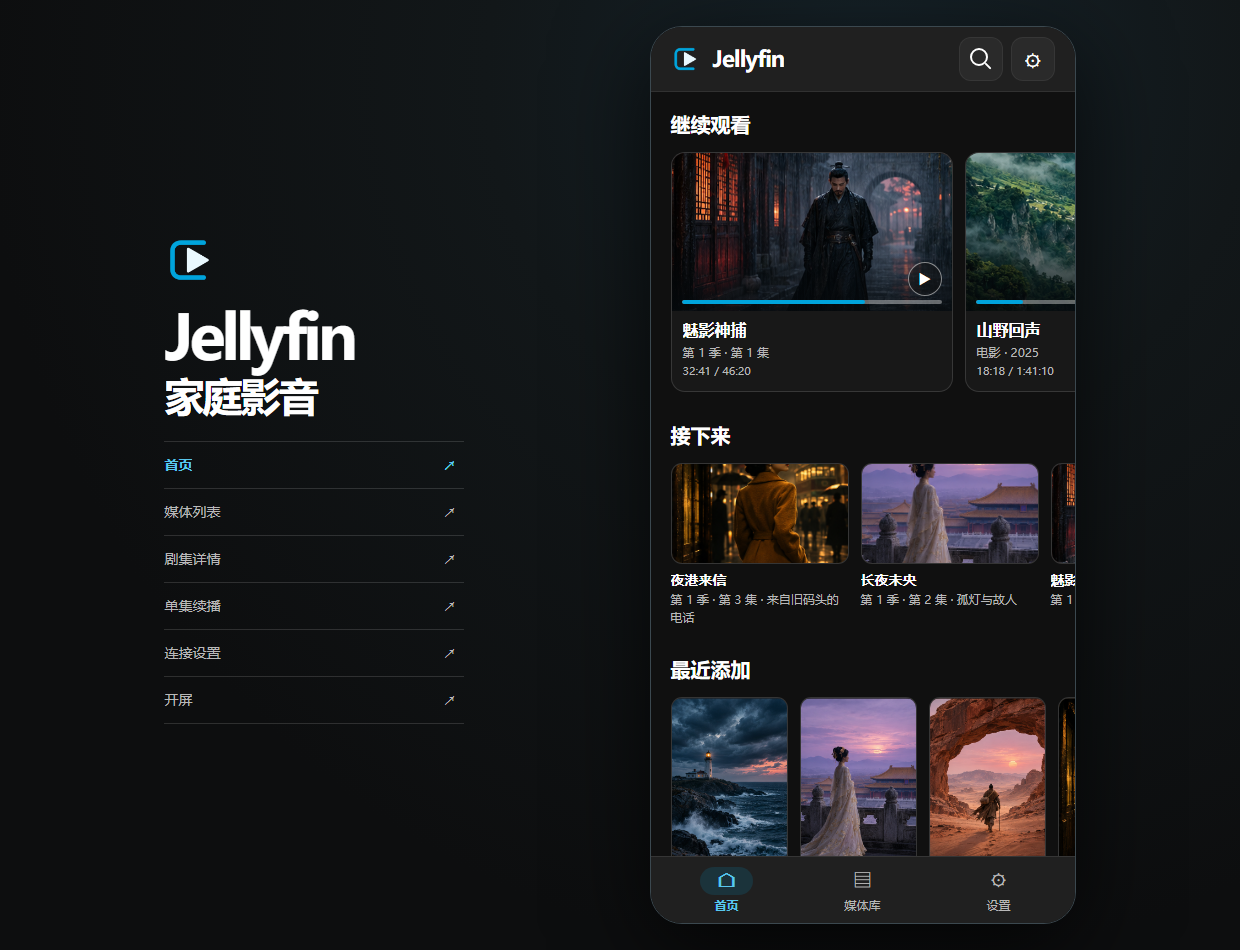 Jellyfin
家庭影音
首页
媒体列表
剧集详情
单集续播
连接设置
开屏
Jellyfin
继续观看
魅影神捕
第 1 季 · 第 1 集
32:41 / 46:20
山野回声
电影 · 2025
18:18 / 1:41:10
接下来
夜港来信
第 1 季 · 第 3 集 · 来自旧码头的
电话
长夜未央
第 1 季 · 第 2 集 · 孤灯与故人
魅影
第 1
最近添加
首页
媒体库
设置